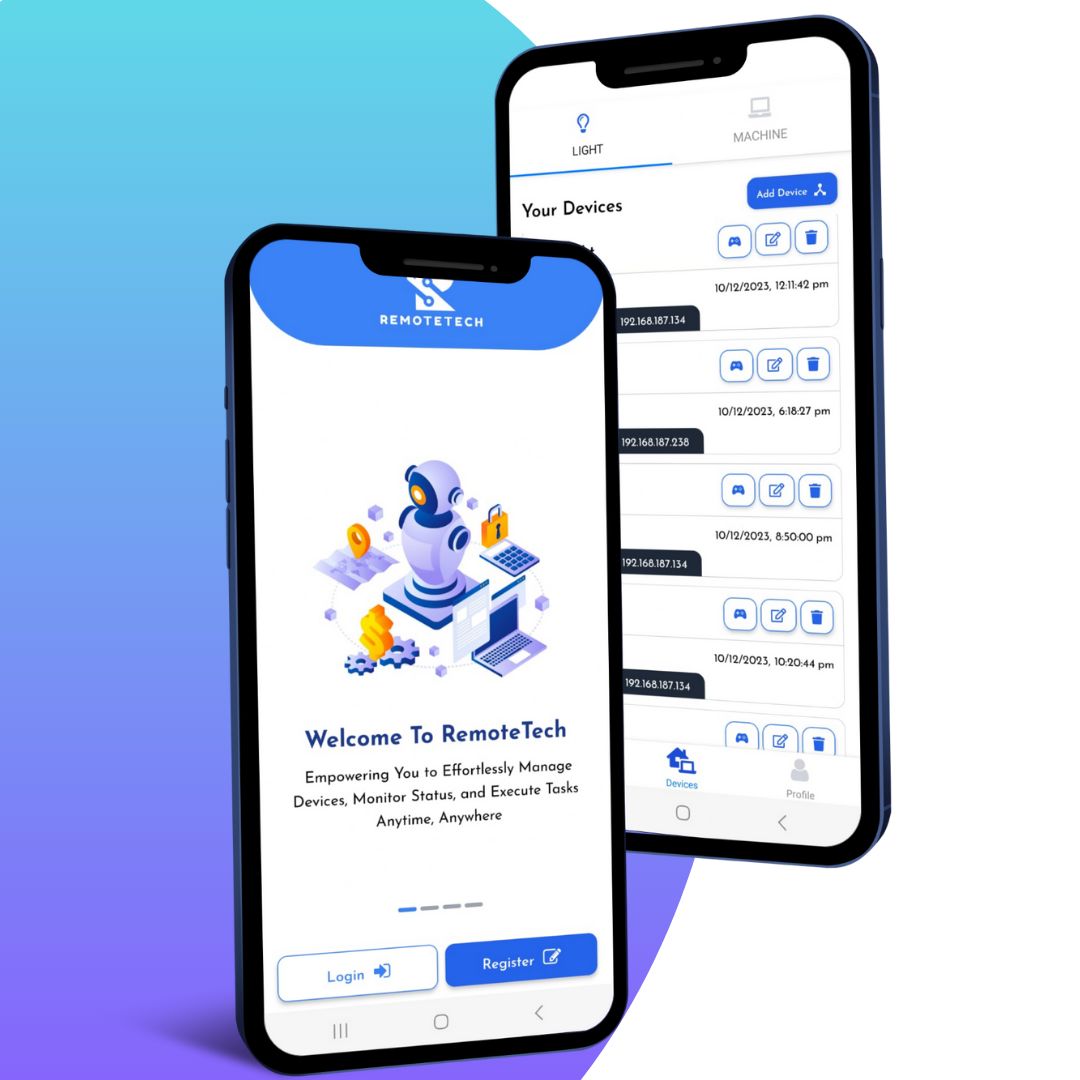 REMOTETECH
Welcome To RemoteTech
Empowering You to Effortlessly Manage
Devices, Monitor Status, and Execute Tasks
Anytime, Anywhere
Login
Register
LIGHT
MACHINE
Your Devices
Add Device
10/12/2023, 12:11:42 pm
192.168.187.134
10/12/2023, 6:18:27 pm
192.168.187.238
10/12/2023, 8:50:00 pm
192.168.187.134
10/12/2023, 10:20:44 pm
192.168.187.134
Devices
Profile